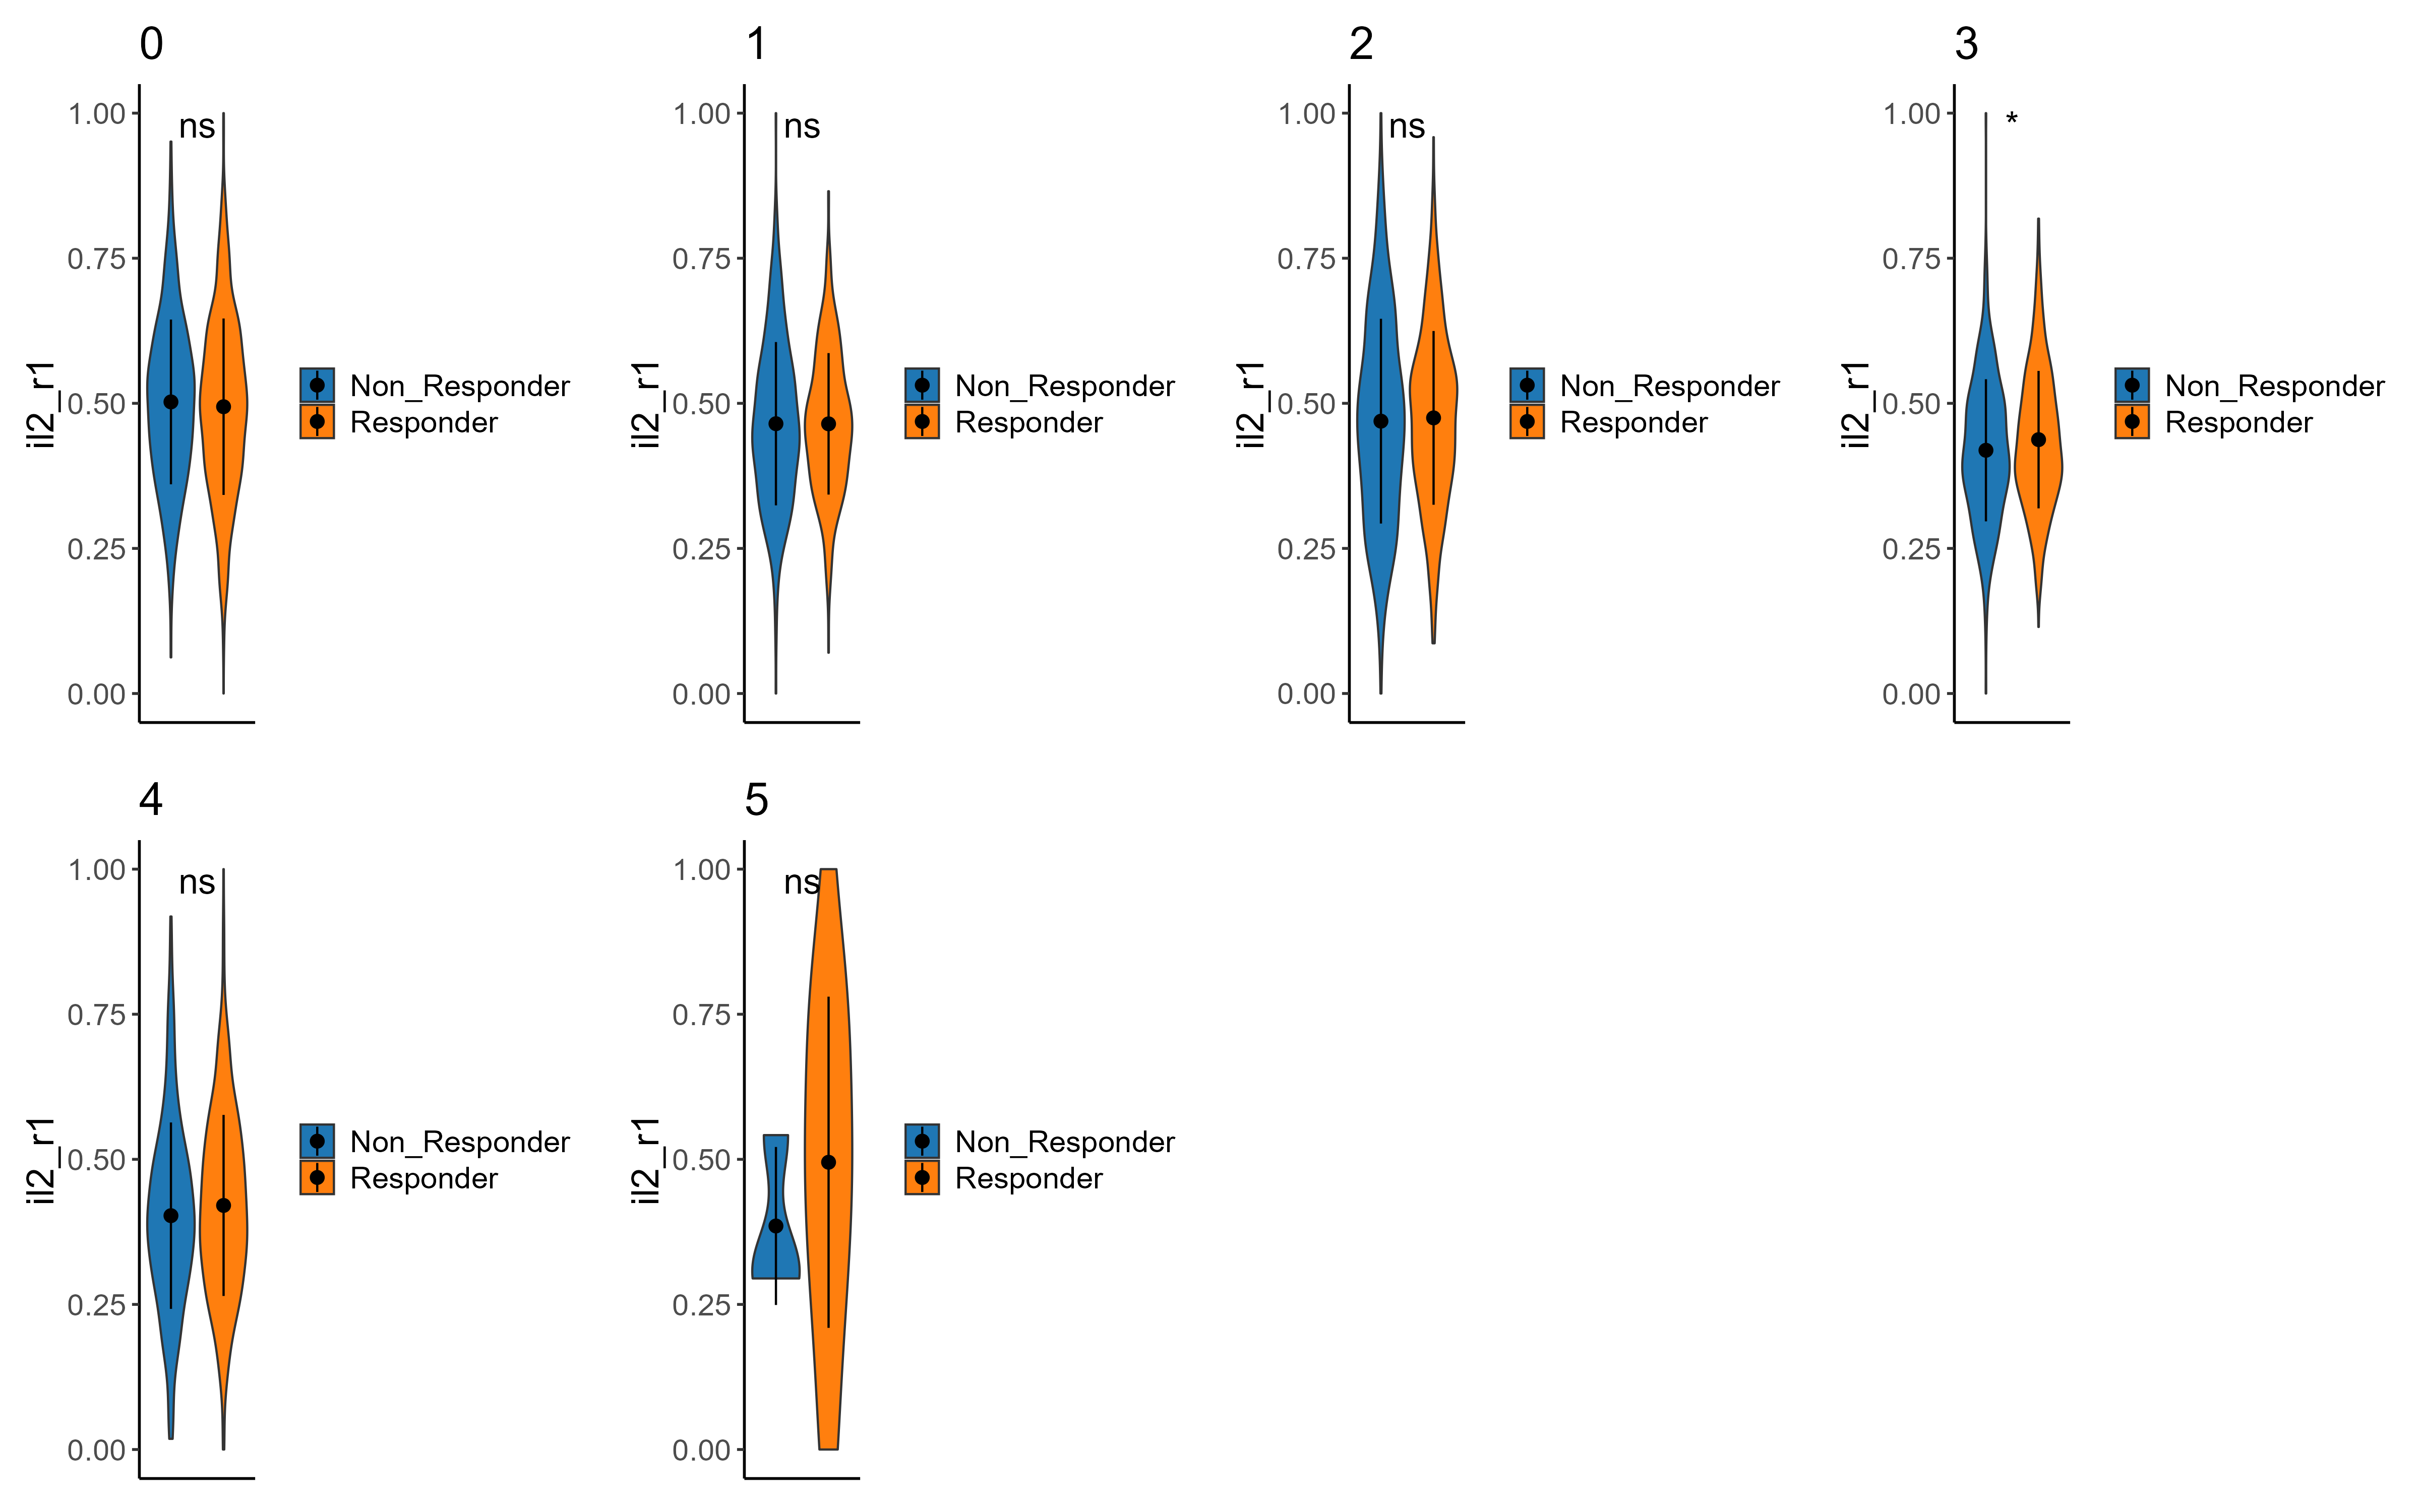 0
1.00
0.75
0.50
0.25
0.00
il2_r1
ns
Non_Responder
Responder
1
1.00
0.75
0.50
0.25
0.00
il2_r1
ns
Non_Responder
Responder
2
1.00
0.75
0.50
0.25
0.00
il2_r1
ns
Non_Responder
Responder
3
1.00
0.75
0.50
0.25
0.00
il2_r1
*
Non_Responder
Responder
4
1.00
0.75
0.50
0.25
0.00
il2_r1
ns
Non_Responder
Responder
5
1.00
0.75
0.50
0.25
0.00
il2_r1
ns
Non_Responder
Responder